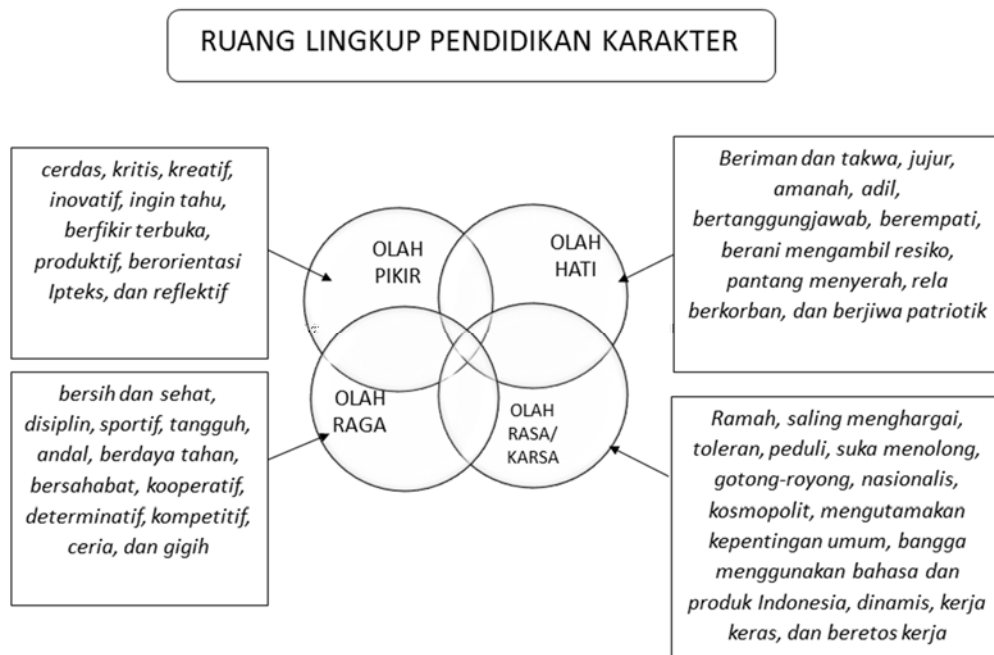 RUANG LINGKUP PENDIDIKAN KARAKTER
cerdas, kritis, kreatif,
inovatif, ingin tahu,
berfikir terbuka,
produktif, berorientasi
Ipteks, dan reflektif
Beriman dan takwa, jujur,
amanah, adil,
bertanggungjawab, berempati,
berani mengambil resiko,
pantang menyerah, rela
berkorban, dan berjiwa patriotik
OLAH
PIKIR
OLAH
HATI
OLAH
RAGA
OLAH
RASA/
KARSA
bersih dan sehat,
disiplin, sportif, tangguh,
andal, berdaya tahan,
bersahabat, kooperatif,
determinatif, kompetitif,
ceria, dan gigih
Ramah, saling menghargai,
toleran, peduli, suka menolong,
gotong-royong, nasionalis,
kosmopolit, mengutamakan
kepentingan umum, bangga
menggunakan bahasa dan
produk Indonesia, dinamis, kerja
keras, dan beretos kerja